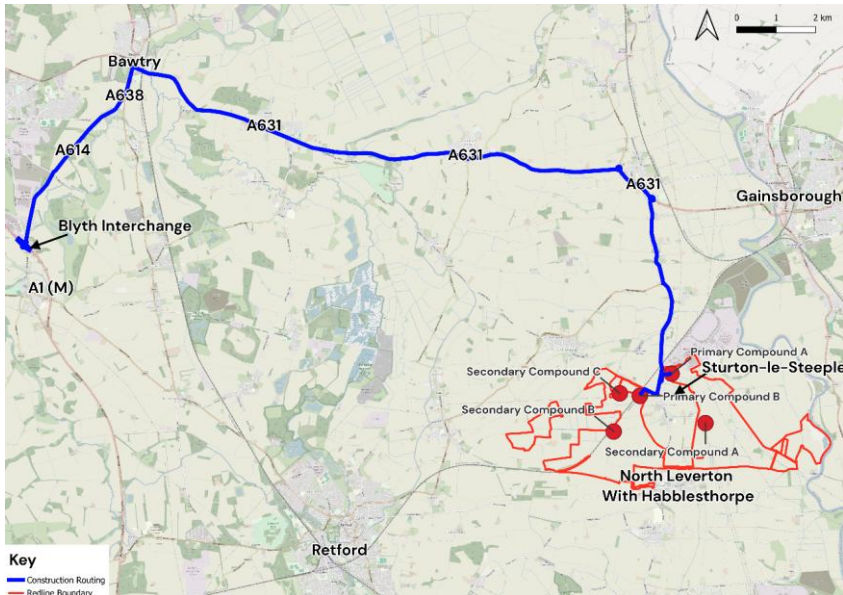 0 1 2 km
Bawtry
A638
A631
A614
A631
A631
Gainsborough
Blyth Interchange
A1 (M)
Primary Compound A
Sturton-le-Steeple
Secondary Compound C
Primary Compound B
Secondary Compound B
Secondary Compound A
North Leverton
With Habblesthorpe
Retford
Key
Construction Routing
Redline Boundary